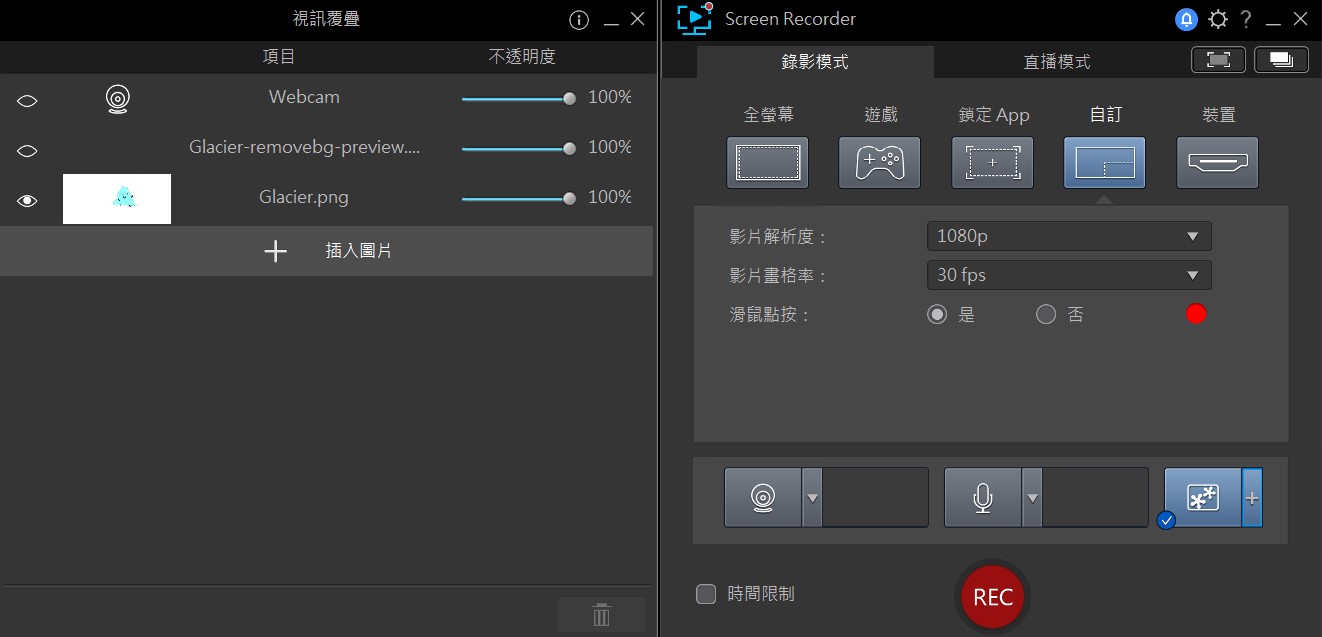 視訊覆疊
項目 不透明度
Webcam 100%
Glacier-removebg-preview.... 100%
Glacier.png 100%
插入圖片
Screen Recorder
錄影模式 直播模式
全螢幕 遊戲 鎖定 App 自訂 裝置
影片解析度： 1080p
影片畫格率： 30 fps
滑鼠點按： 是 否
時間限制
REC